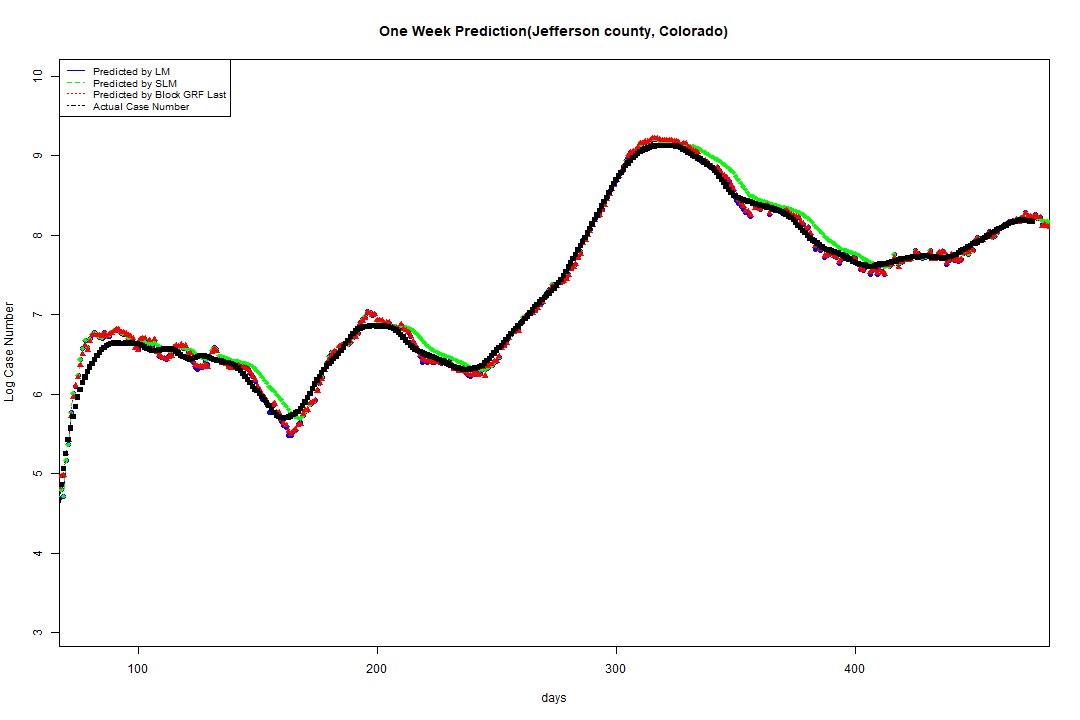 One Week Prediction(Jefferson county, Colorado)
Predicted by LM
Predicted by SLM
Predicted by Block GRF Last
Actual Case Number
10
9
8
7
6
5
4
3
Log Case Number
100 200 300 400
days